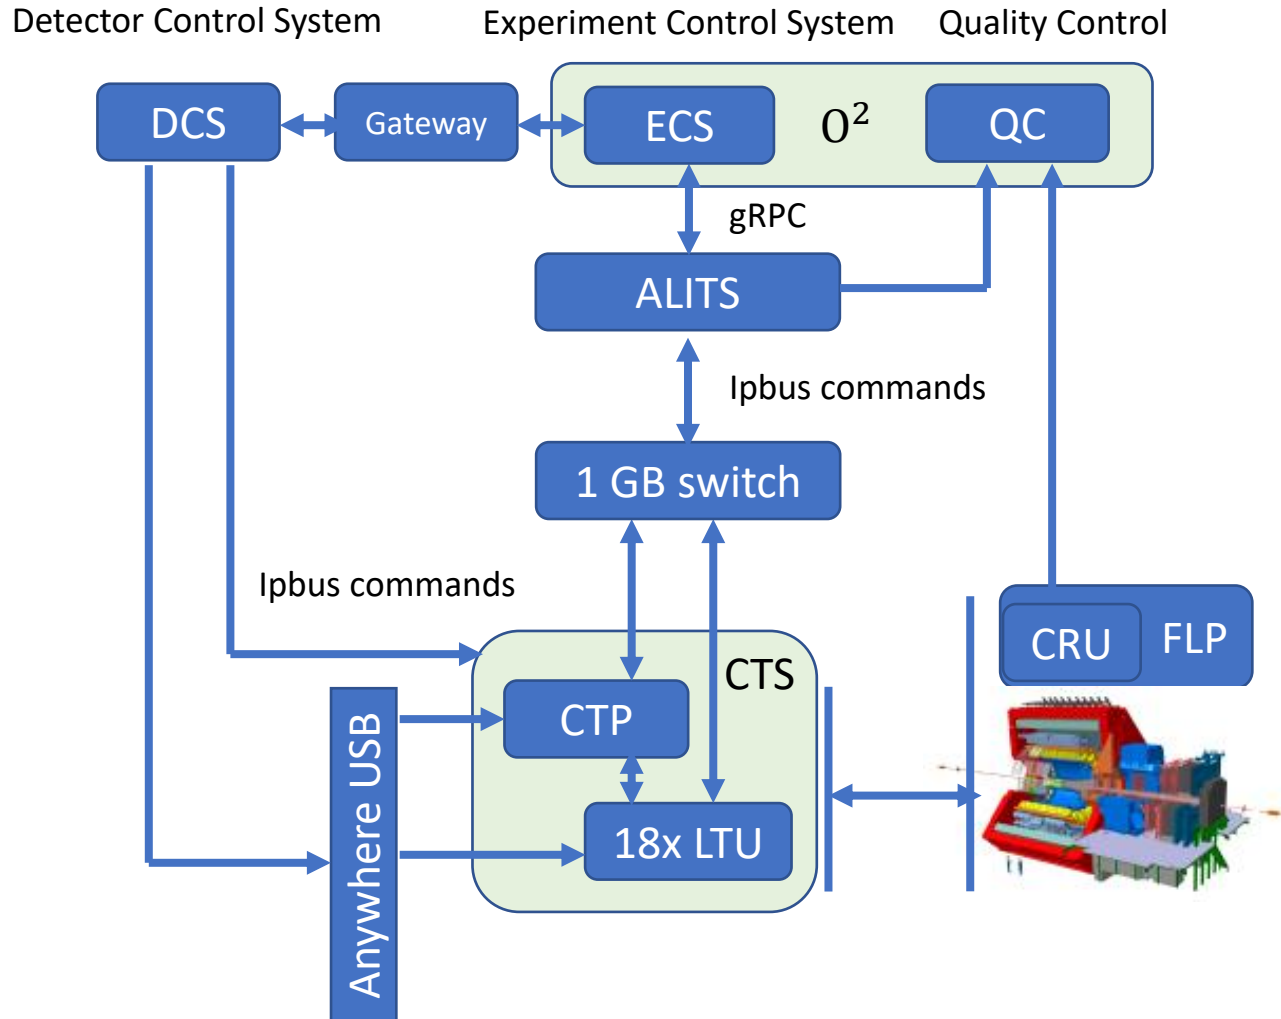 Detector Control System
Experiment Control System
Quality Control
DCS
Gateway
ECS
O²
QC
gRPC
ALITS
Ipbus commands
1 GB switch
Ipbus commands
CTS
CRU
FLP
CTP
18x LTU
Anywhere USB